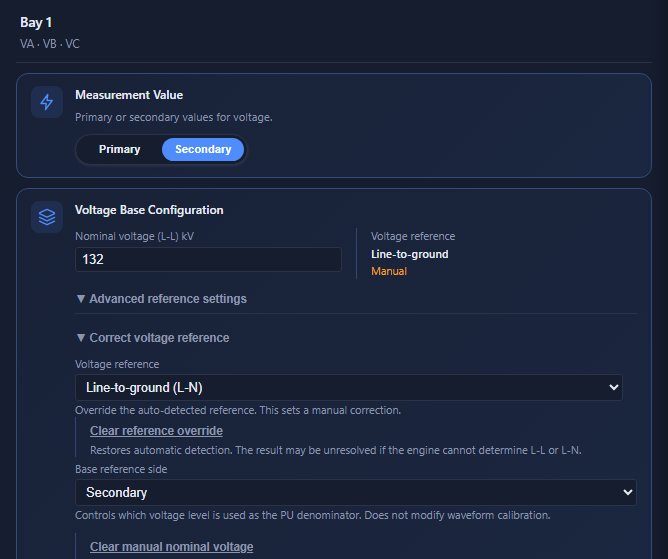 Bay 1
VA · VB · VC
Measurement Value
Primary or secondary values for voltage.
Primary Secondary
Voltage Base Configuration
Nominal voltage (L-L) kV
132
Voltage reference
Line-to-ground
Manual
▼ Advanced reference settings
▼ Correct voltage reference
Voltage reference
Line-to-ground (L-N)
Override the auto-detected reference. This sets a manual correction.
Clear reference override
Restores automatic detection. The result may be unresolved if the engine cannot determine L-L or L-N.
Base reference side
Secondary
Controls which voltage level is used as the PU denominator. Does not modify waveform calibration.
Clear manual nominal voltage